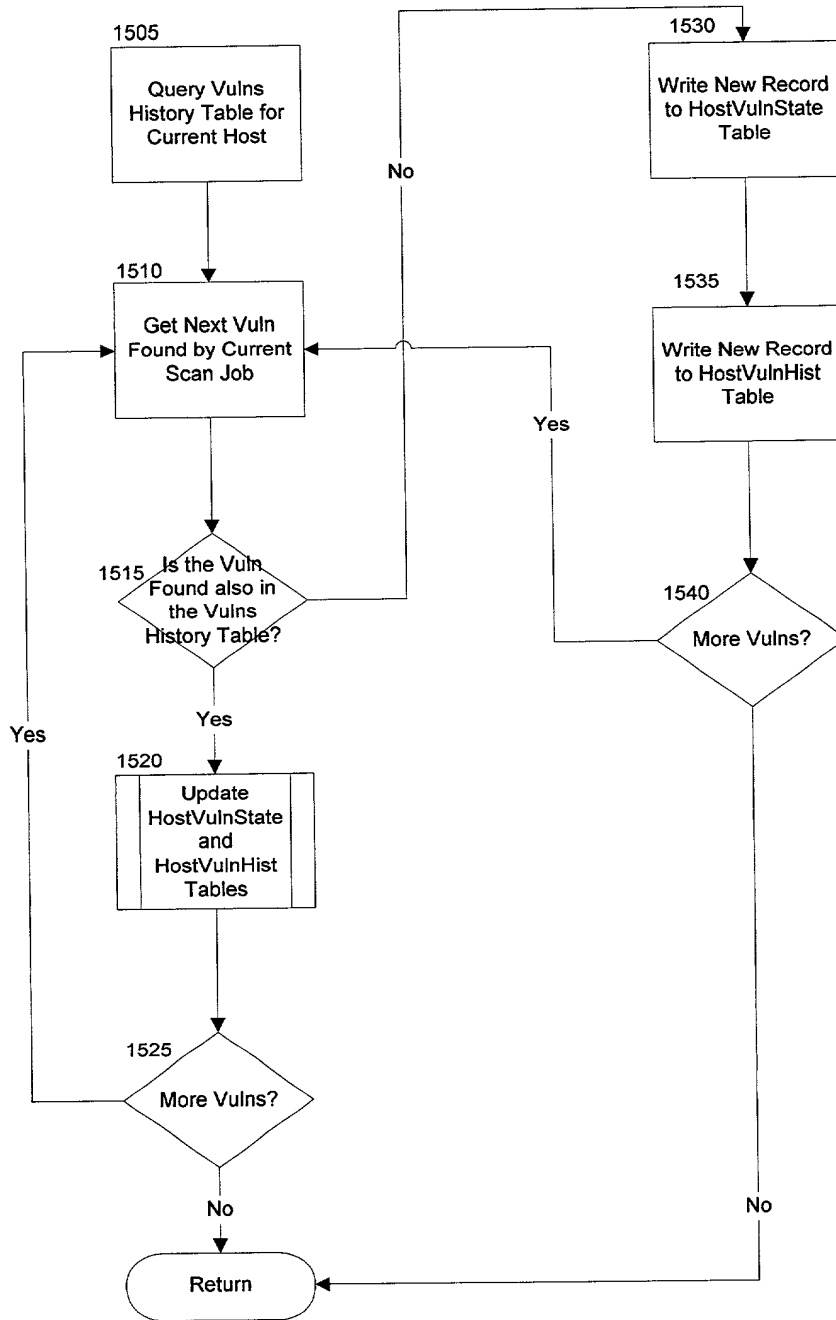 1505
Query Vulns
History Table for
Current Host
1510
Get Next Vuln
Found by Current
Scan Job
1515
Is the Vuln
Found also in
the Vulns
History Table?
No
Yes
1520
Update
HostVulnState
and
HostVulnHist
Tables
1525
More Vulns?
Yes
No
Return
1530
Write New Record
to HostVulnState
Table
1535
Write New Record
to HostVulnHist
Table
1540
More Vulns?
Yes
No